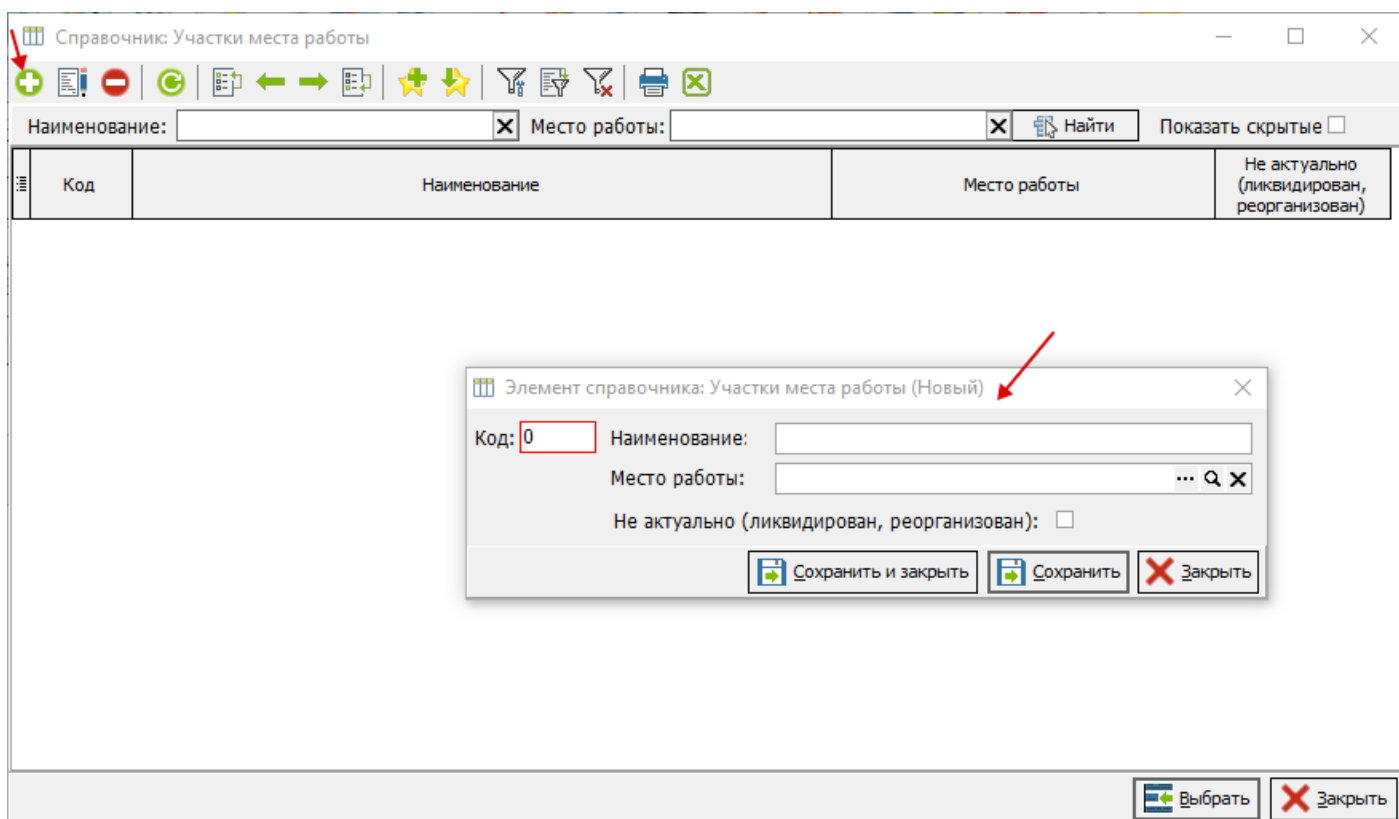 Справочник: Участки места работы
Наименование: Место работы: Найти Показать скрытые
Код Наименование Место работы Не актуально
(ликвидирован,
реорганизован)
Элемент справочника: Участки места работы (Новый)
Код: 0 Наименование:
Место работы: ...
Не актуально (ликвидирован, реорганизован):
Сохранить и закрыть Сохранить Закрыть
Выбрать Закрыть